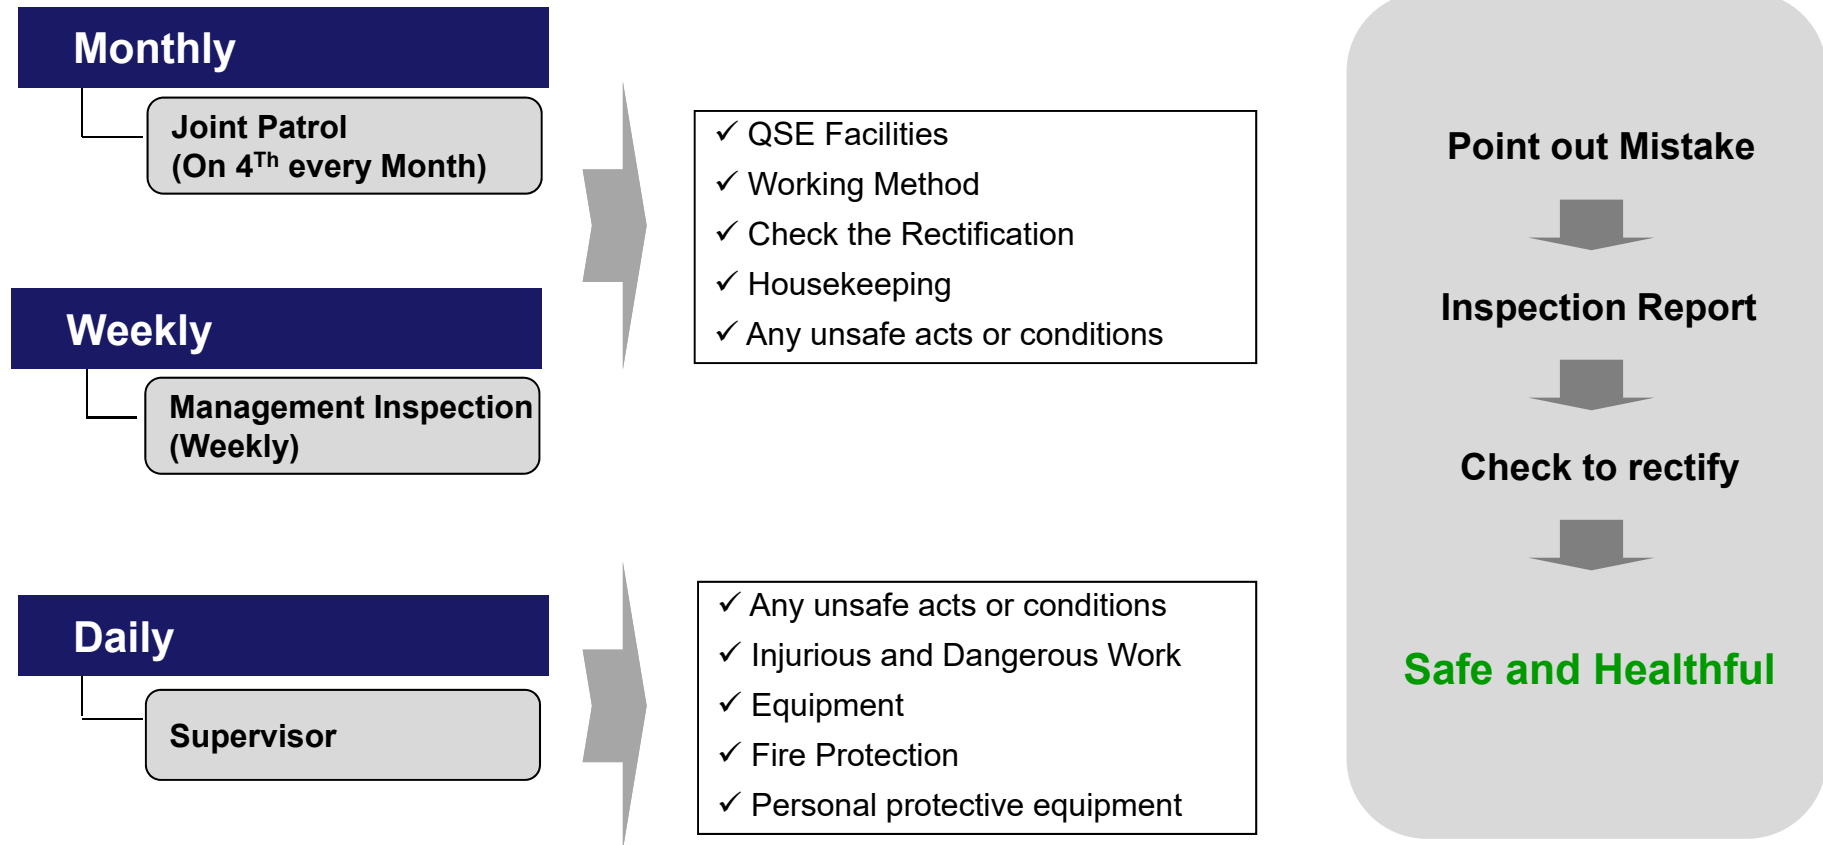 Monthly
Joint Patrol
(On 4Th every Month)
Weekly
Management Inspection
(Weekly)
Daily
Supervisor
✓ QSE Facilities
✓ Working Method
✓ Check the Rectification
✓ Housekeeping
✓ Any unsafe acts or conditions
✓ Any unsafe acts or conditions
✓ Injurious and Dangerous Work
✓ Equipment
✓ Fire Protection
✓ Personal protective equipment
Point out Mistake
Inspection Report
Check to rectify
Safe and Healthful